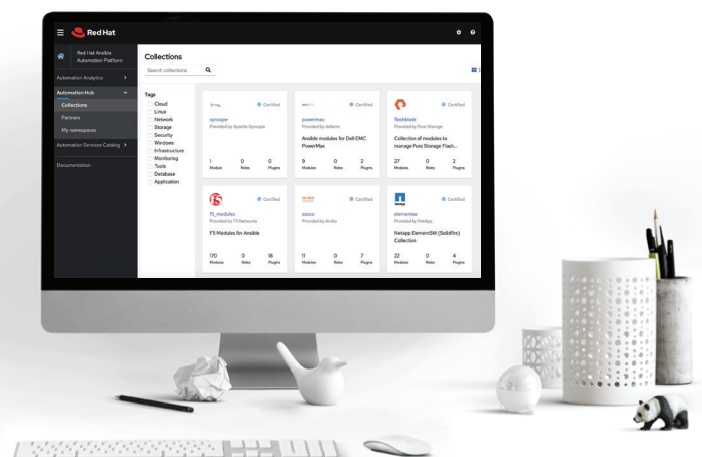 Red Hat
Red Hat Ansible
Automation Platform
Automation Analytics
Automation Hub
Collections
Partners
My namespaces
Automation Services Catalog
Documentation
Collections
Search collections
Tags
Cloud
Linux
Network
Storage
Security
Windows
Infrastructure
Monitoring
Tools
Database
Application
Certified
syncope
Provided by Apache Syncope
1 0 0
Module Roles Plugins
Certified
powermax
Provided by dellemc
Ansible modules for Dell EMC
PowerMax
9 0 2
Modules Roles Plugins
Certified
flashblade
Provided by Pure Storage
Collection of modules to
manage Pure Storage Flash...
27 0 2
Modules Roles Plugins
f5
Certified
f5_modules
Provided by F5 Networks
F5 Modules for Ansible
170 0 18
Modules Roles Plugins
aruba
Certified
aoscx
Provided by Aruba
11 0 7
Modules Roles Plugins
NetApp
Certified
elementsw
Provided by NetApp
Netapp ElementSW (Solidfire)
Collection
22 0 4
Modules Roles Plugins